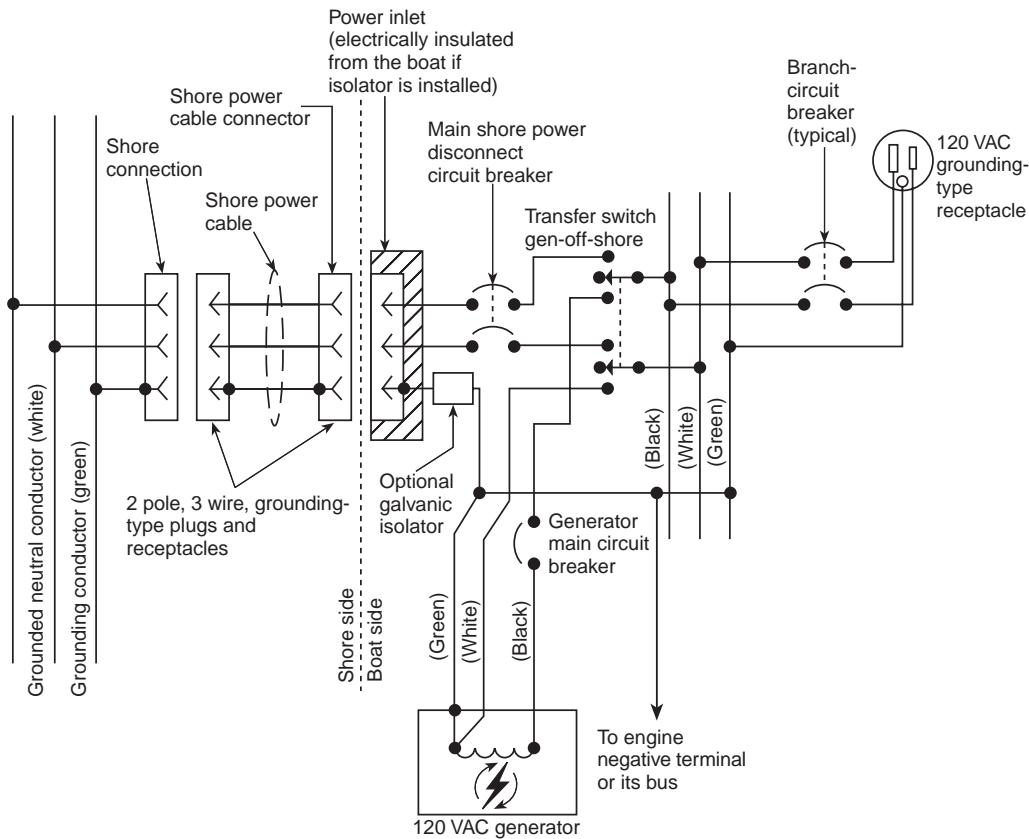 Power inlet
(electrically insulated
from the boat if
isolator is installed)
Branch-
circuit
breaker
(typical)
Shore power
cable connector
Main shore power
disconnect
circuit breaker
120 VAC
grounding-
type
receptacle
Shore
connection
Shore power
cable
Transfer switch
gen-off-shore
Grounded neutral conductor (white)
Grounding conductor (green)
2 pole, 3 wire, grounding-
type plugs and
receptacles
Shore side
Boat side
Optional
galvanic
isolator
(Black)
(White)
(Green)
Generator
main circuit
breaker
(Green)
(White)
(Black)
To engine
negative terminal
or its bus
120 VAC generator